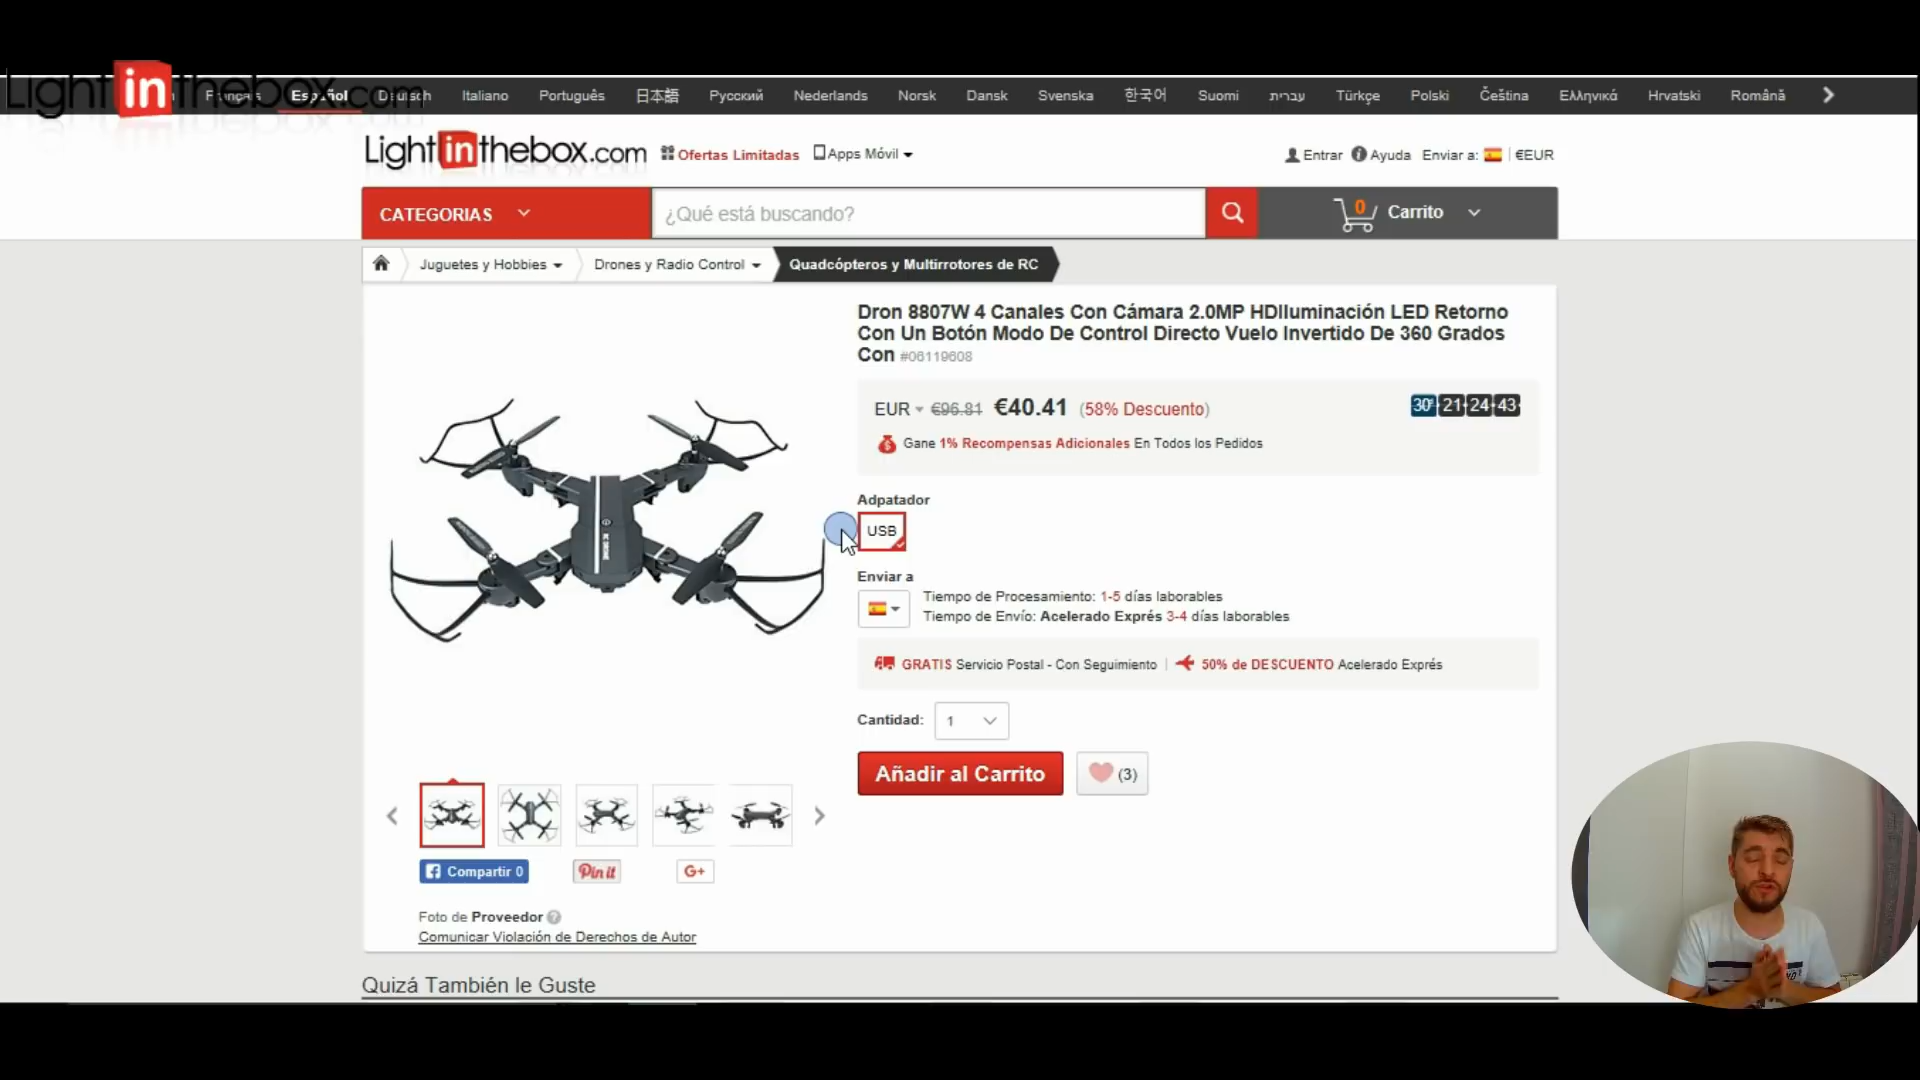 Light in thebox.com
Français
Español
Deutsch
Italiano
Português
日本語
Русский
Nederlands
Norsk
Dansk
Svenska
한국어
Suomi
עברית
Türkçe
Polski
Čeština
Ελληνικά
Hrvatski
Română
Light in thebox.com
Ofertas Limitadas
Apps Móvil
Entrar
Ayuda
Enviar a:
€EUR
CATEGORIAS
¿Qué está buscando?
0
Carrito
Juguetes y Hobbies
Drones y Radio Control
Quadcópteros y Multirrotores de RC
Dron 8807W 4 Canales Con Cámara 2.0MP HDIluminación LED Retorno
Con Un Botón Modo De Control Directo Vuelo Invertido De 360 Grados
Con #06119608
EUR €96.81 €40.41 (58% Descuento)
30 21 24 43
Gane 1% Recompensas Adicionales En Todos los Pedidos
Adpatador
USB
Enviar a
Tiempo de Procesamiento: 1-5 días laborables
Tiempo de Envío: Acelerado Exprés 3-4 días laborables
GRATIS Servicio Postal - Con Seguimiento | 50% de DESCUENTO Acelerado Exprés
Cantidad: 1
Añadir al Carrito
(3)
Compartir 0
Pin it
G+
Foto de Proveedor ?
Comunicar Violación de Derechos de Autor
Quizá También le Guste